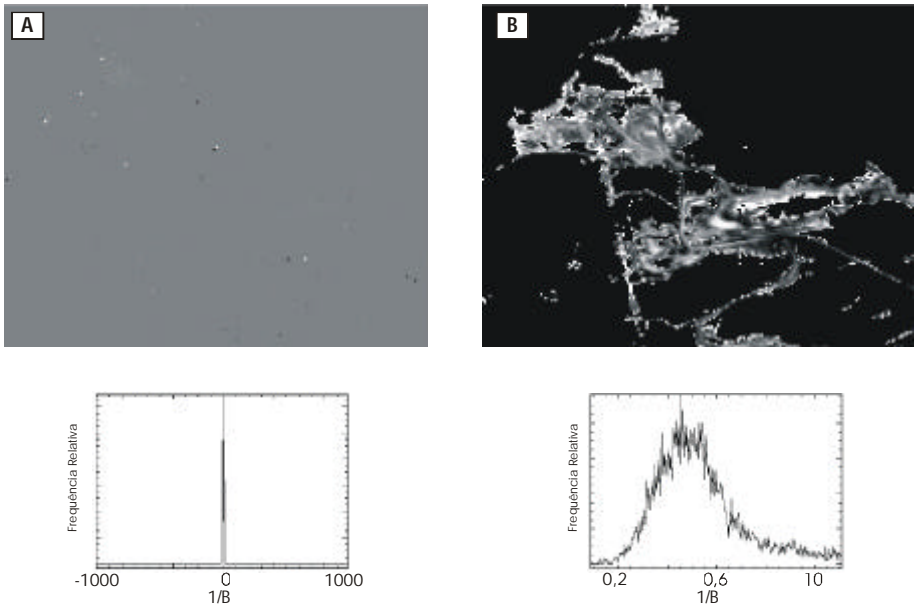 A
B
Frequência Relativa
-1000 0 1000
1/B
Frequência Relativa
0,2 0,6 10
1/B